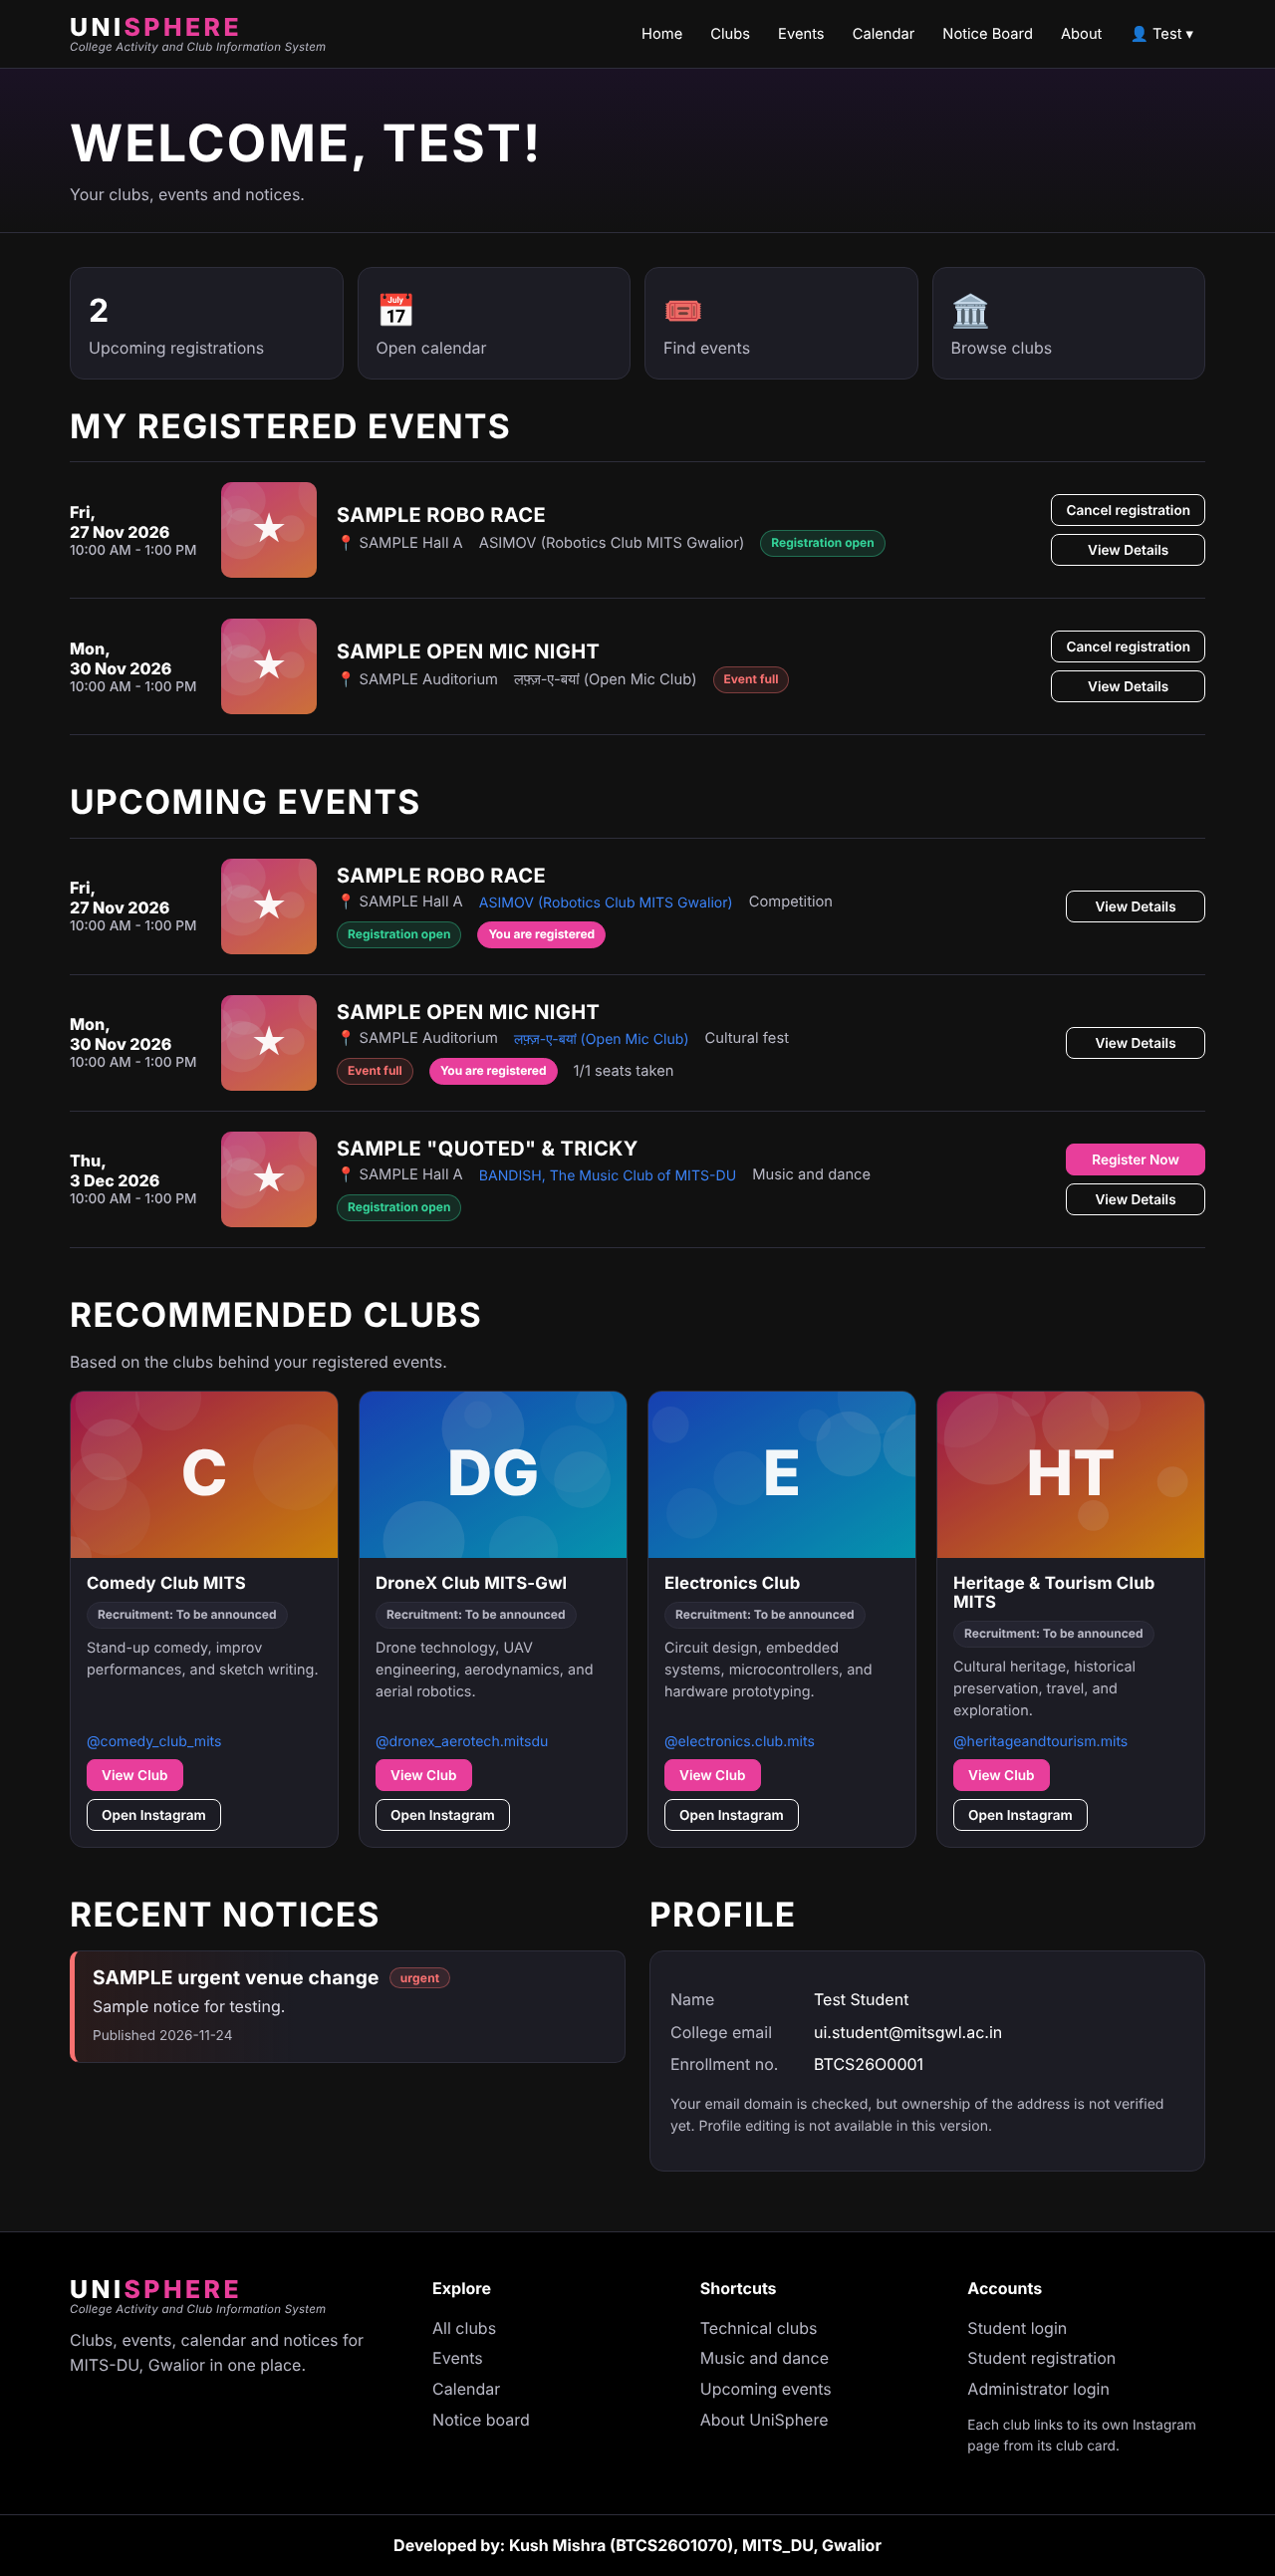 UNISPHERE
College Activity and Club Information System
Home Clubs Events Calendar Notice Board About Test ▾
WELCOME, TEST!
Your clubs, events and notices.
2
Upcoming registrations
July
17
Open calendar
Find events
Browse clubs
MY REGISTERED EVENTS
Fri,
27 Nov 2026
10:00 AM - 1:00 PM
SAMPLE ROBO RACE
SAMPLE Hall A ASIMOV (Robotics Club MITS Gwalior) Registration open
Cancel registration
View Details
Mon,
30 Nov 2026
10:00 AM - 1:00 PM
SAMPLE OPEN MIC NIGHT
SAMPLE Auditorium लफ़्ज़-ए-बयां (Open Mic Club) Event full
Cancel registration
View Details
UPCOMING EVENTS
Fri,
27 Nov 2026
10:00 AM - 1:00 PM
SAMPLE ROBO RACE
SAMPLE Hall A ASIMOV (Robotics Club MITS Gwalior) Competition
Registration open You are registered
View Details
Mon,
30 Nov 2026
10:00 AM - 1:00 PM
SAMPLE OPEN MIC NIGHT
SAMPLE Auditorium लफ़्ज़-ए-बयां (Open Mic Club) Cultural fest
Event full You are registered 1/1 seats taken
View Details
Thu,
3 Dec 2026
10:00 AM - 1:00 PM
SAMPLE "QUOTED" & TRICKY
SAMPLE Hall A BANDISH, The Music Club of MITS-DU Music and dance
Registration open
Register Now
View Details
RECOMMENDED CLUBS
Based on the clubs behind your registered events.
C
Comedy Club MITS
Recruitment: To be announced
Stand-up comedy, improv
performances, and sketch writing.
@comedy_club_mits
View Club
Open Instagram
DG
DroneX Club MITS-Gwl
Recruitment: To be announced
Drone technology, UAV
engineering, aerodynamics, and
aerial robotics.
@dronex_aerotech.mitsdu
View Club
Open Instagram
E
Electronics Club
Recruitment: To be announced
Circuit design, embedded
systems, microcontrollers, and
hardware prototyping.
@electronics.club.mits
View Club
Open Instagram
HT
Heritage & Tourism Club
MITS
Recruitment: To be announced
Cultural heritage, historical
preservation, travel, and
exploration.
@heritageandtourism.mits
View Club
Open Instagram
RECENT NOTICES
SAMPLE urgent venue change urgent
Sample notice for testing.
Published 2026-11-24
PROFILE
Name Test Student
College email ui.student@mitsgwl.ac.in
Enrollment no. BTCS26O0001
Your email domain is checked, but ownership of the address is not verified
yet. Profile editing is not available in this version.
UNISPHERE
College Activity and Club Information System
Clubs, events, calendar and notices for
MITS-DU, Gwalior in one place.
Explore
All clubs
Events
Calendar
Notice board
Shortcuts
Technical clubs
Music and dance
Upcoming events
About UniSphere
Accounts
Student login
Student registration
Administrator login
Each club links to its own Instagram
page from its club card.
Developed by: Kush Mishra (BTCS26O1070), MITS_DU, Gwalior